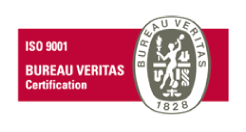 ISO 9001
BUREAU VERITAS
Certification
BUREAU VERITAS
1828